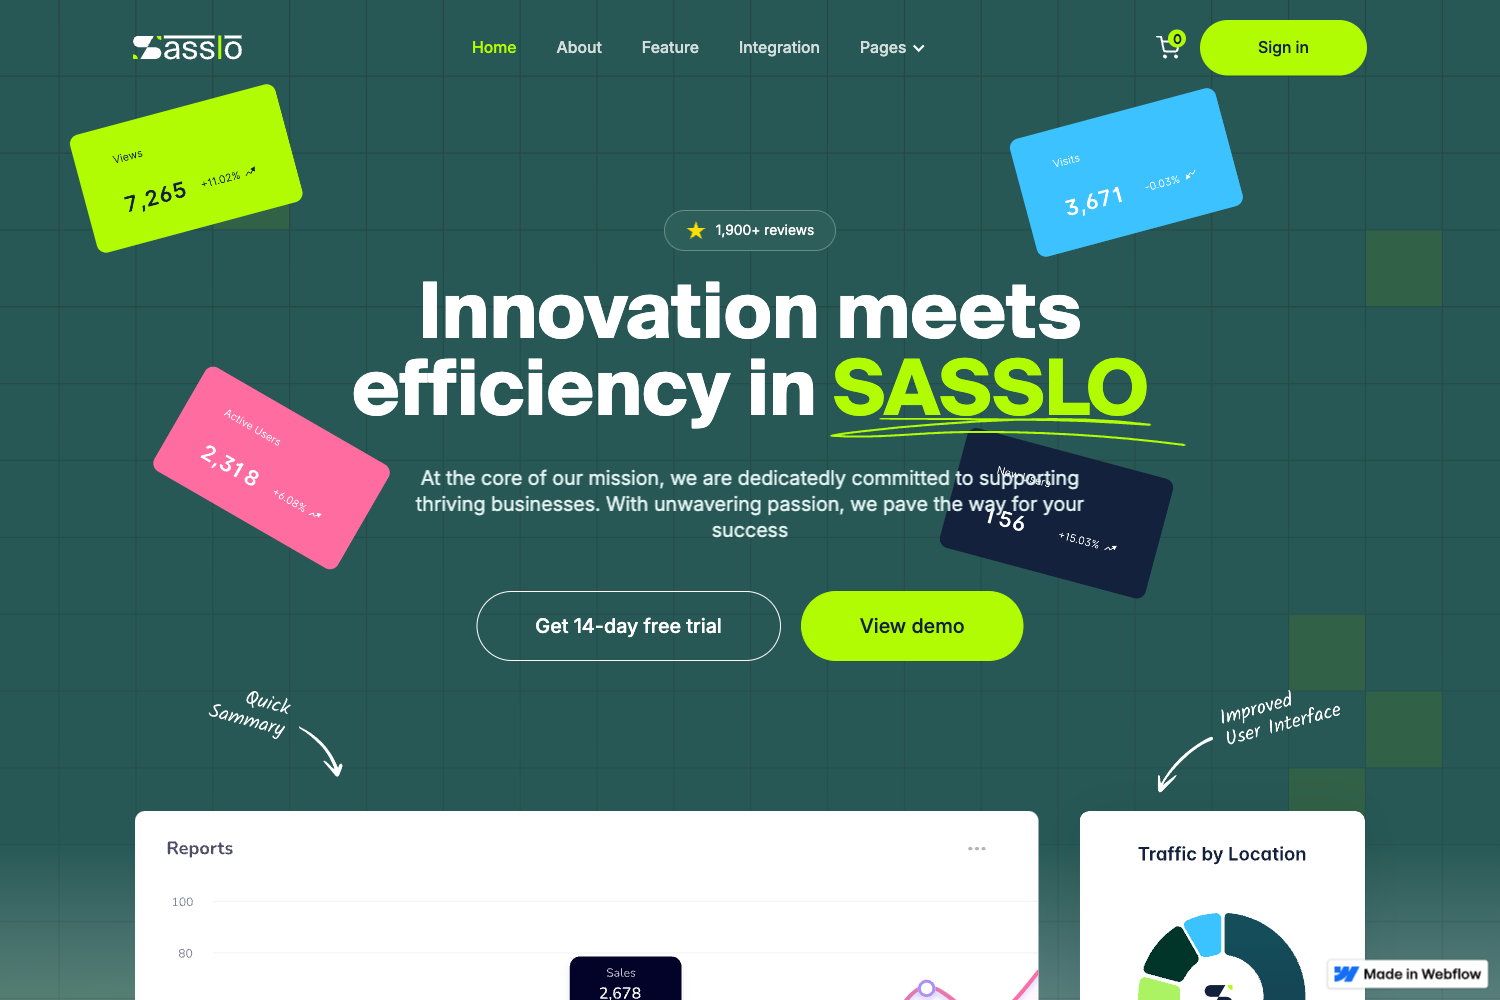 Sasslo
Home
About
Feature
Integration
Pages
0
Sign in
Views
7,265
+11.02%
Visits
3,671
-0.03%
1,900+ reviews
Innovation meets
efficiency in SASSLO
Active Users
2,318
+6.08%
New Users
156
+15.03%
At the core of our mission, we are dedicatedly committed to supporting
thriving businesses. With unwavering passion, we pave the way for your
success
Get 14-day free trial
View demo
Quick
Sammary
Improved
User Interface
Reports
100
80
Sales
2,678
Traffic by Location
Made in Webflow